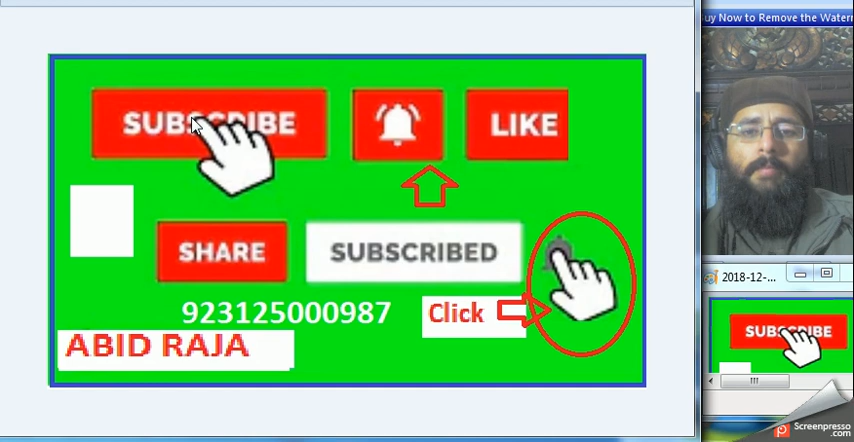 SUBSCRIBE
LIKE
SHARE
SUBSCRIBED
923125000987
Click
ABID RAJA
uy Now to Remove the Waterm
2018-12-...
SUBSCRIBE
Screenpresso
.com